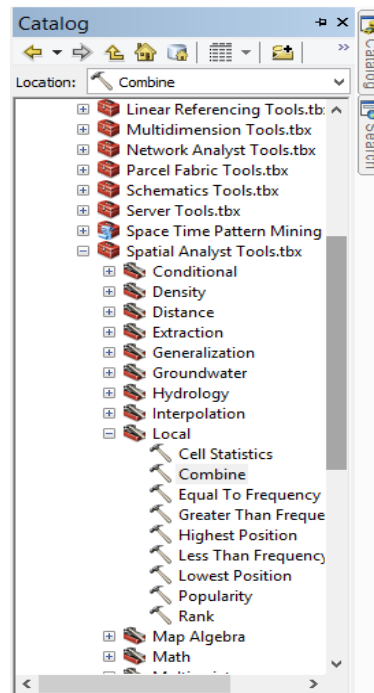 Catalog
Location: Combine
Linear Referencing Tools.tb
Multidimension Tools.tbx
Network Analyst Tools.tbx
Parcel Fabric Tools.tbx
Schematics Tools.tbx
Server Tools.tbx
Space Time Pattern Mining
Spatial Analyst Tools.tbx
Conditional
Density
Distance
Extraction
Generalization
Groundwater
Hydrology
Interpolation
Local
Cell Statistics
Combine
Equal To Frequency
Greater Than Freque
Highest Position
Less Than Frequency
Lowest Position
Popularity
Rank
Map Algebra
Math
Catalog
Search